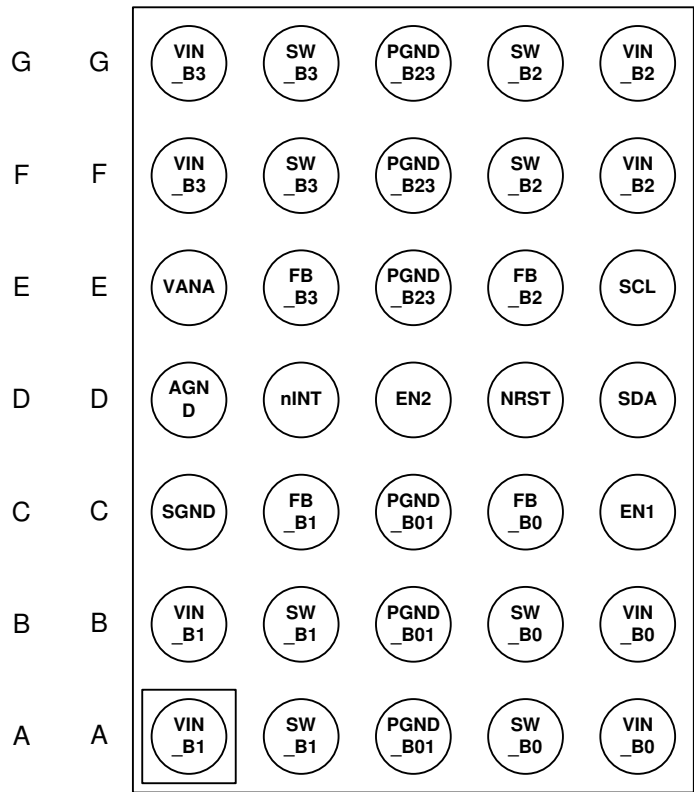 G G VIN SW PGND SW VIN
_B3 _B3 _B23 _B2 _B2
F F VIN SW PGND SW VIN
_B3 _B3 _B23 _B2 _B2
E E VANA FB PGND FB SCL
_B3 _B23 _B2
D D AGN nINT EN2 NRST SDA
D
C C SGND FB PGND FB EN1
_B1 _B01 _B0
B B VIN SW PGND SW VIN
_B1 _B1 _B01 _B0 _B0
A A VIN SW PGND SW VIN
_B1 _B1 _B01 _B0 _B0